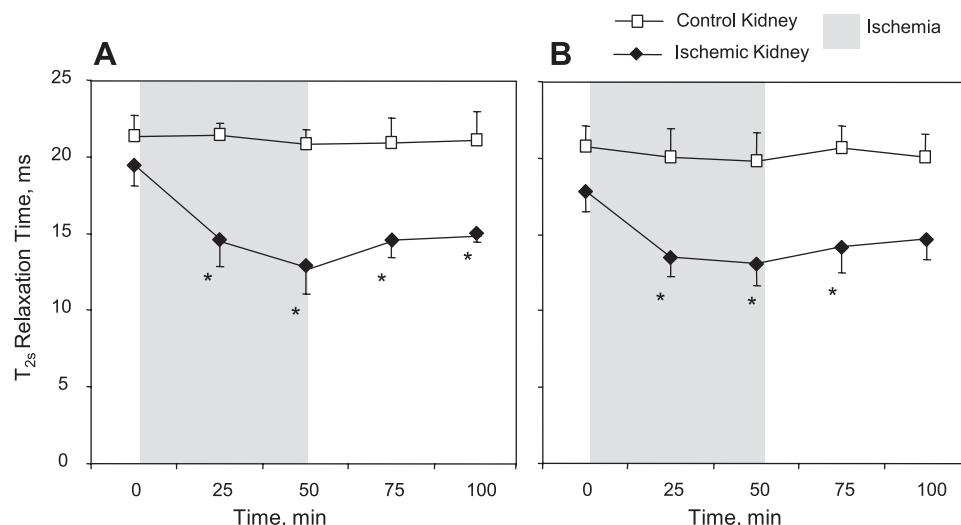 Control Kidney
Ischemic Kidney
Ischemia
A
B
T2s Relaxation Time, ms
25
20
15
10
5
0
*
*
*
*
*
*
*
0 25 50 75 100
Time, min
0 25 50 75 100
Time, min